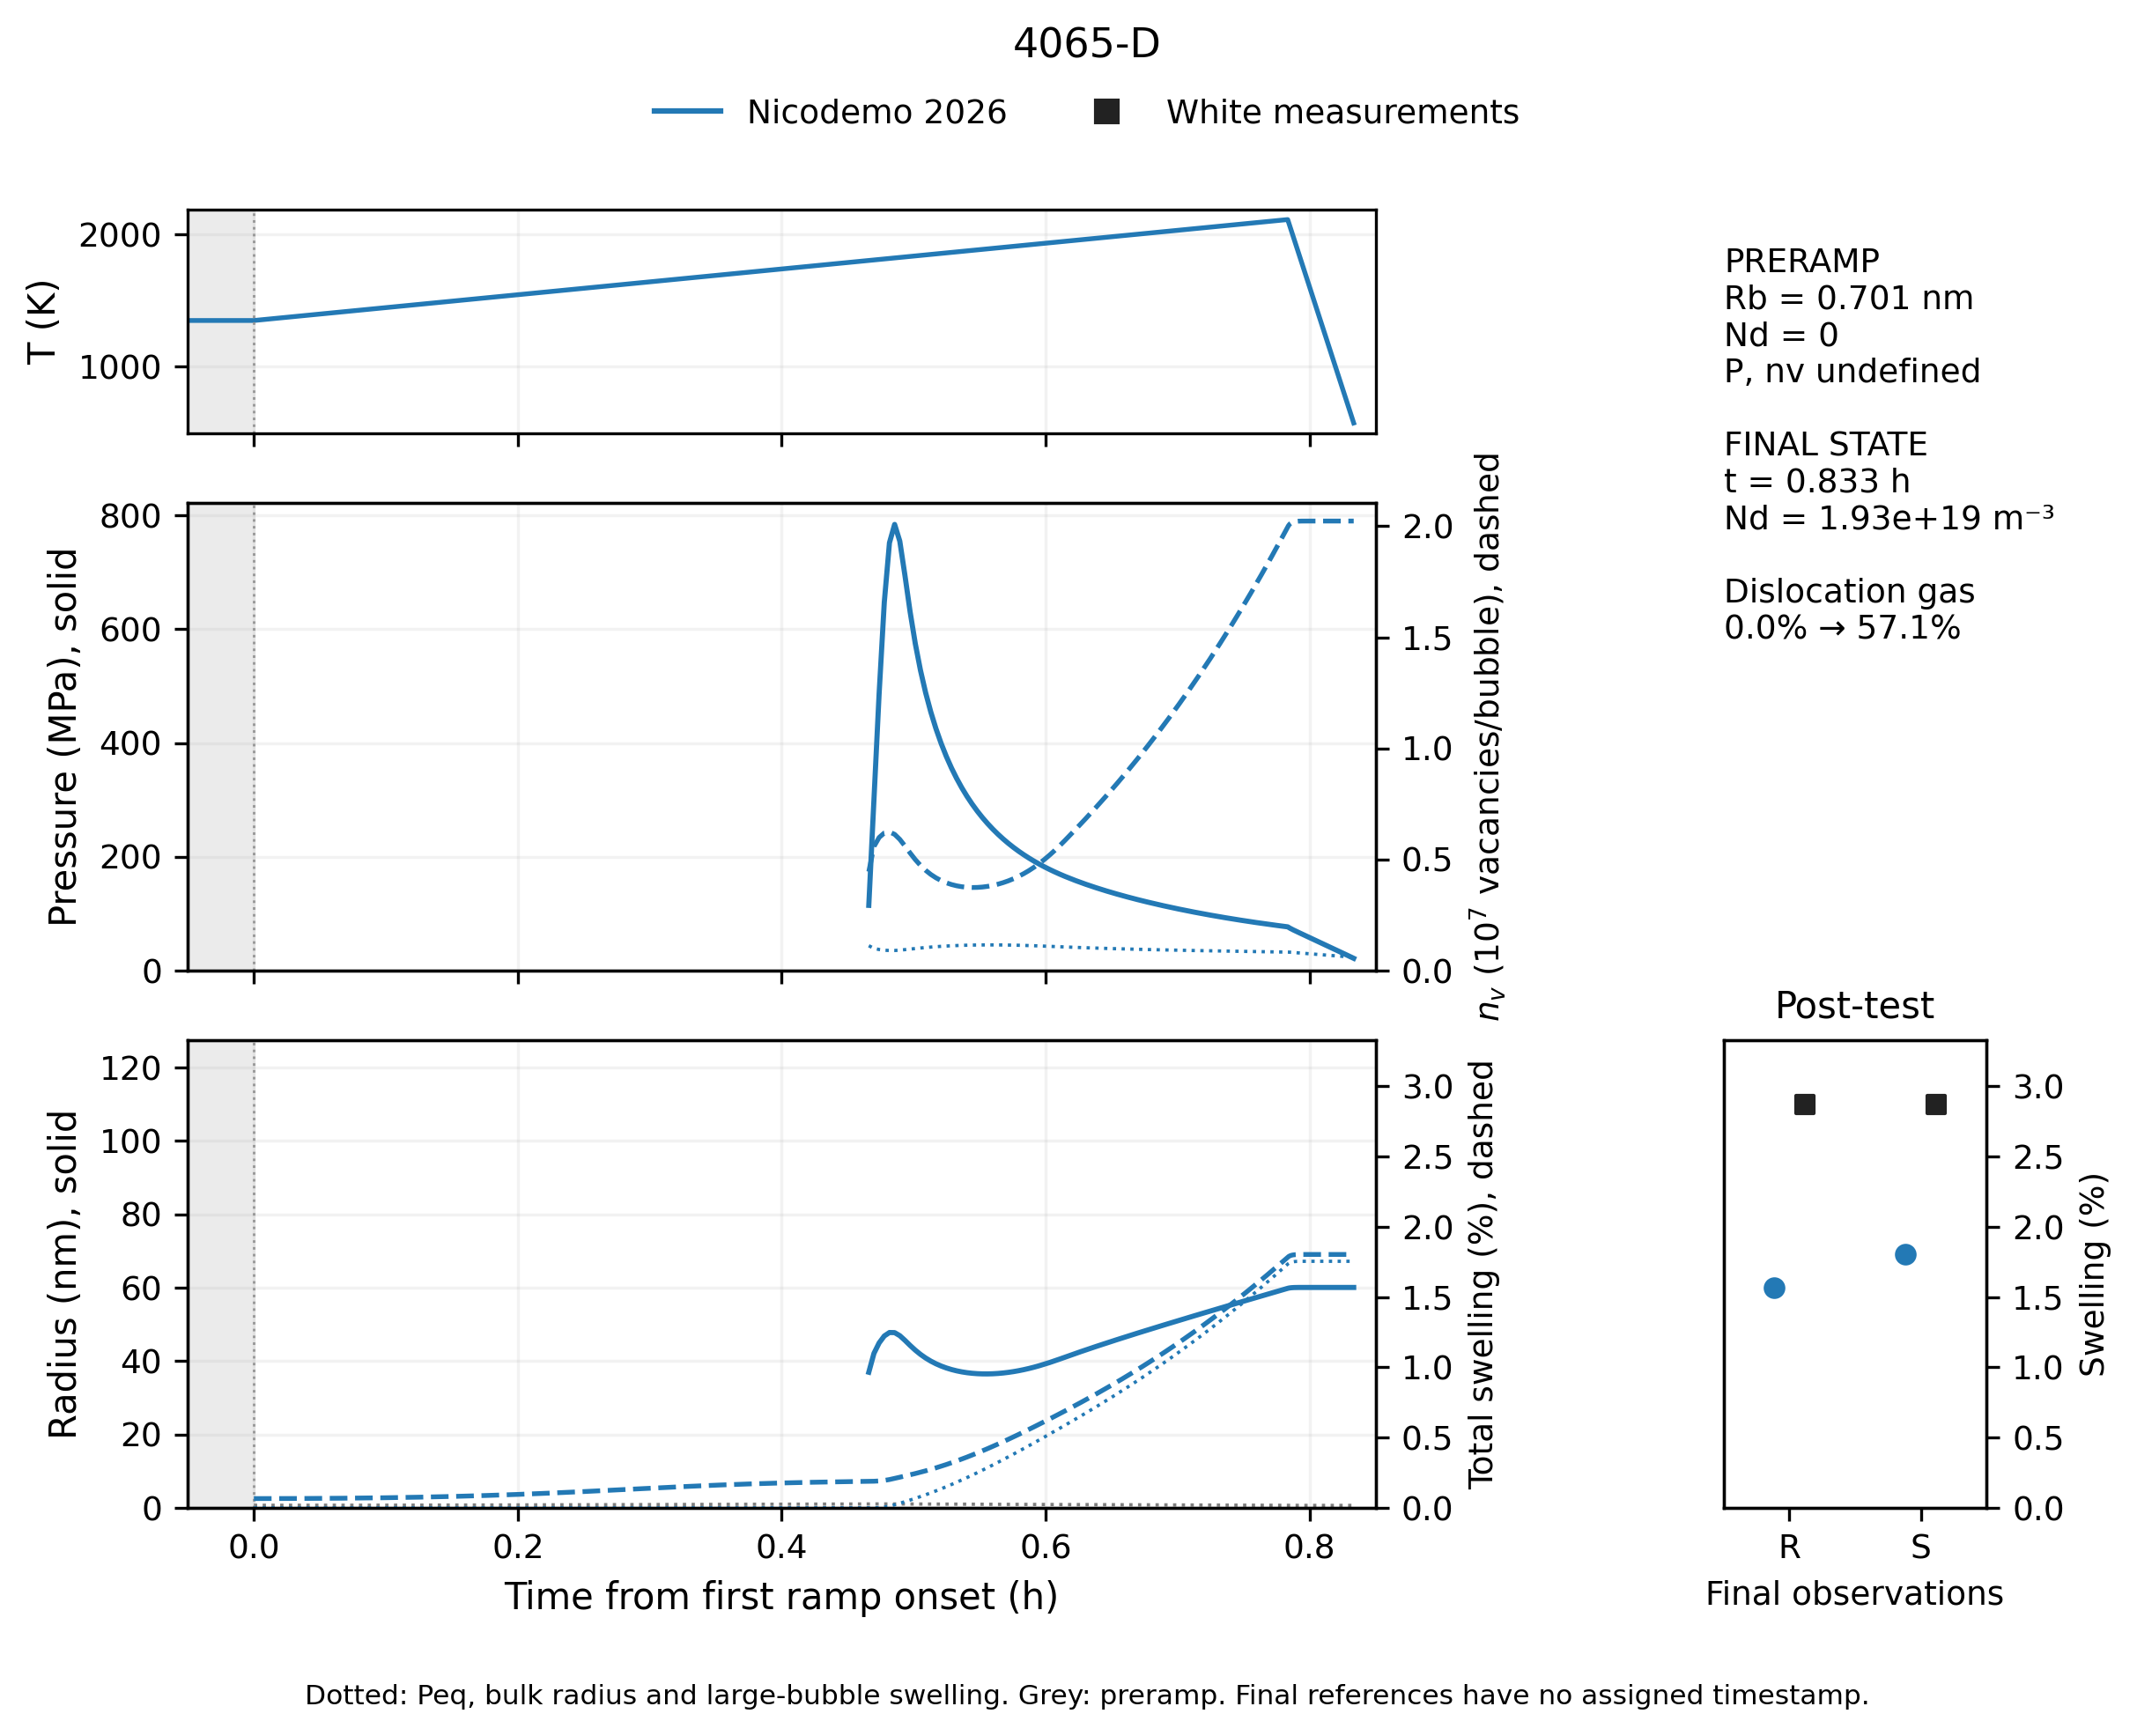 4065-D
Nicodemo 2026
White measurements
T (K)
2000
1000
PRERAMP
Rb = 0.701 nm
Nd = 0
P, nv undefined
FINAL STATE
t = 0.833 h
Nd = 1.93e+19 m⁻³
Dislocation gas
0.0% → 57.1%
Pressure (MPa), solid
800
600
400
200
0
2.0
1.5
1.0
0.5
0.0
nᵥ (10⁷ vacancies/bubble), dashed
Radius (nm), solid
120
100
80
60
40
20
0
3.0
2.5
2.0
1.5
1.0
0.5
0.0
Total swelling (%), dashed
0.0
0.2
0.4
0.6
0.8
Time from first ramp onset (h)
Post-test
3.0
2.5
2.0
1.5
1.0
0.5
0.0
Swelling (%)
R
S
Final observations
Dotted: Peq, bulk radius and large-bubble swelling. Grey: preramp. Final references have no assigned timestamp.